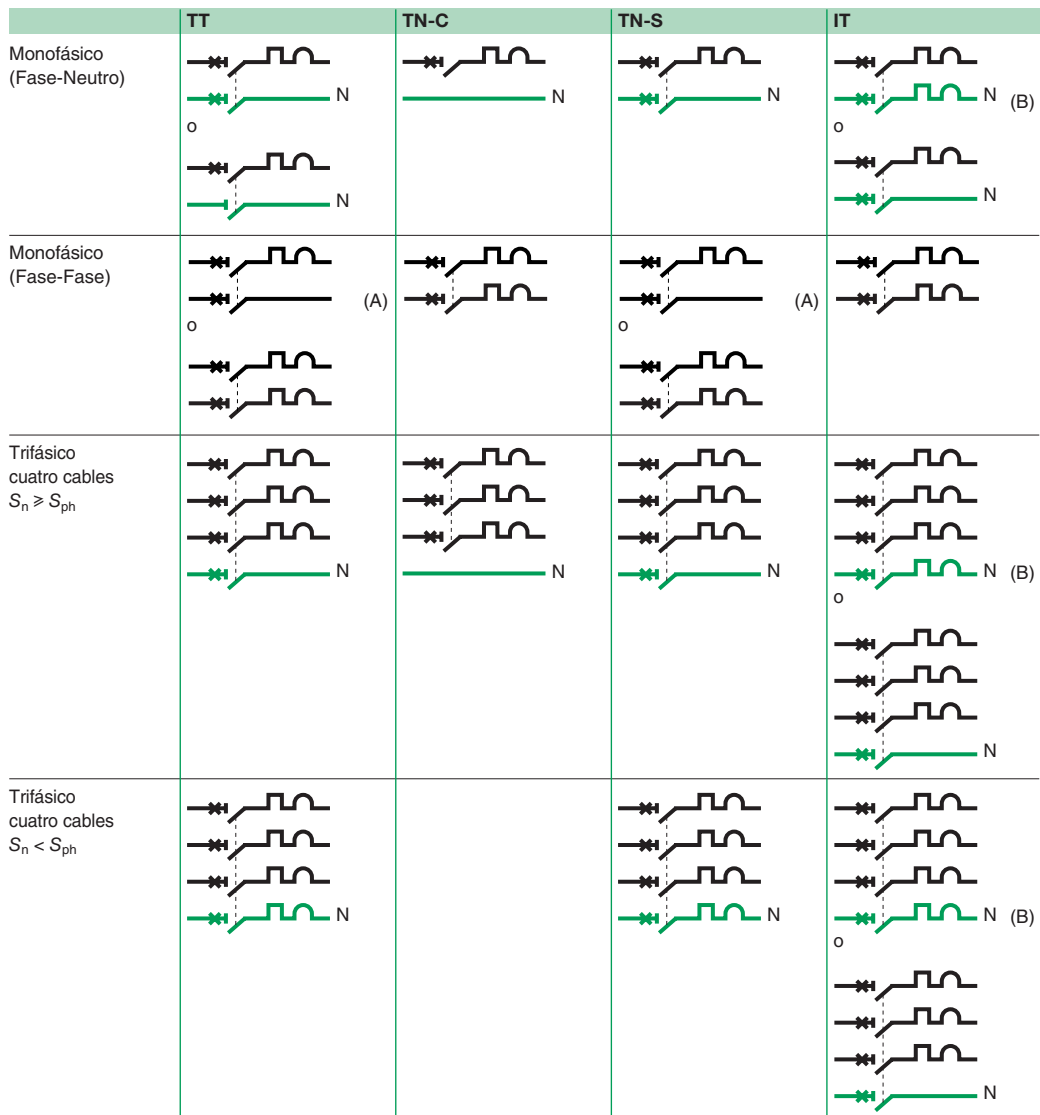 TT TN-C TN-S IT
Monofásico
(Fase-Neutro)
N N N N (B)
o o
N N
Monofásico
(Fase-Fase)
(A) (A)
o o
Trifásico
cuatro cables
Sn ⩾ Sph
N N N N (B)
o
N
Trifásico
cuatro cables
Sn < Sph
N N N (B)
o
N